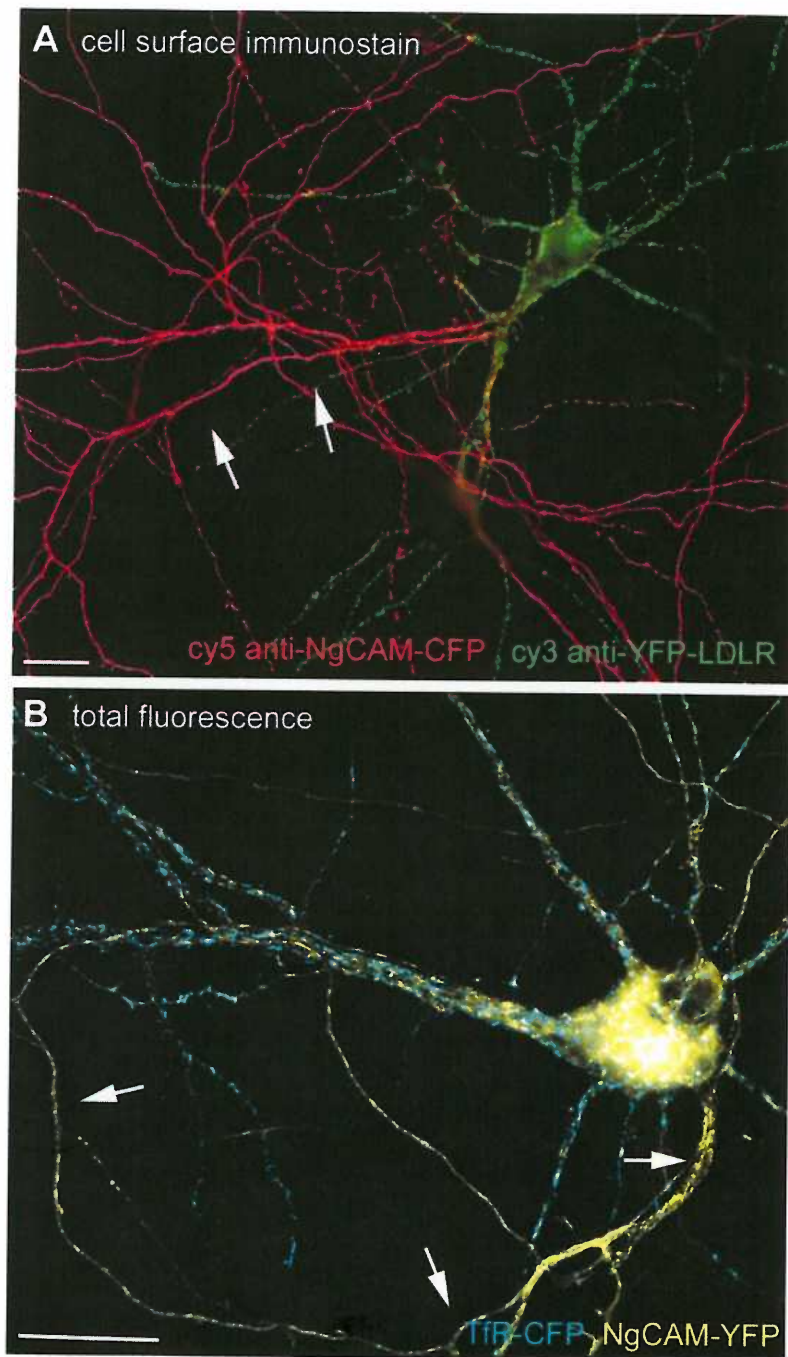 A cell surface immunostain
cy5 anti-NgCAM-CFP cy3 anti-YFP-LDLR
B total fluorescence
TfR-CFP NgCAM-YFP